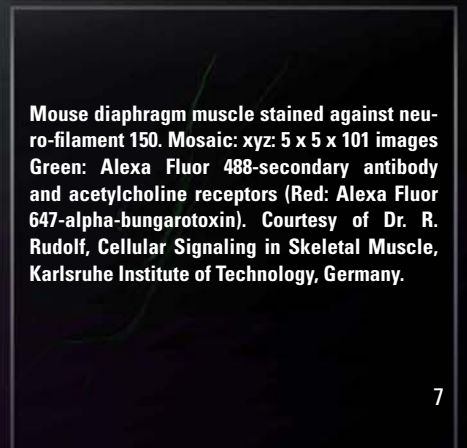 Mouse diaphragm muscle stained against neu-
ro-filament 150. Mosaic: xyz: 5 x 5 x 101 images
Green: Alexa Fluor 488-secondary antibody
and acetylcholine receptors (Red: Alexa Fluor
647-alpha-bungarotoxin). Courtesy of Dr. R.
Rudolf, Cellular Signaling in Skeletal Muscle,
Karlsruhe Institute of Technology, Germany.
7